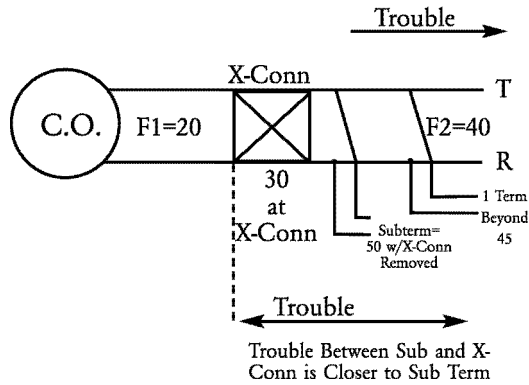 Trouble
X-Conn
T
C.O.
F1=20
F2=40
R
30
at
X-Conn
1 Term
Beyond
45
Subterm=
50 w/X-Conn
Removed
Trouble
Trouble Between Sub and X-
Conn is Closer to Sub Term